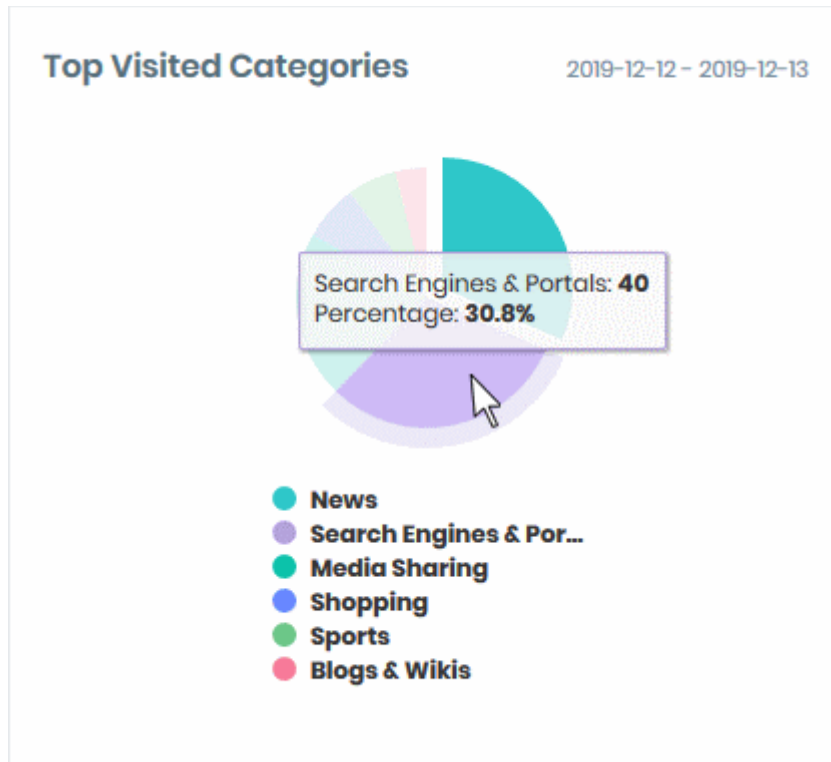 Top Visited Categories
2019-12-12 - 2019-12-13
Search Engines & Portals: 40
Percentage: 30.8%
News
Search Engines & Por...
Media Sharing
Shopping
Sports
Blogs & Wikis